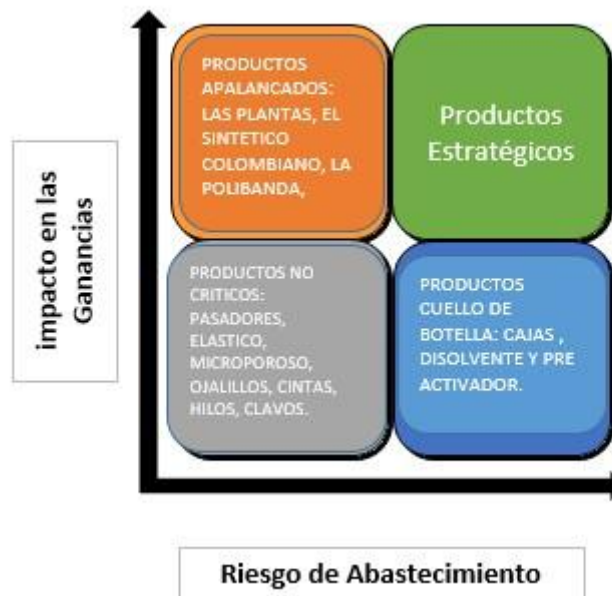 impacto en las
Ganancias
PRODUCTOS
APALANCADOS:
LAS PLANTAS, EL
SINTETICO
COLOMBIANO, LA
POLIBANDA,
Productos
Estratégicos
PRODUCTOS NO
CRITICOS:
PASADORES,
ELASTICO,
MICROPOROSO,
OJALILLOS, CINTAS,
HILOS, CLAVOS.
PRODUCTOS
CUELLO DE
BOTELLA: CAJAS ,
DISOLVENTE Y PRE
ACTIVADOR.
Riesgo de Abastecimiento